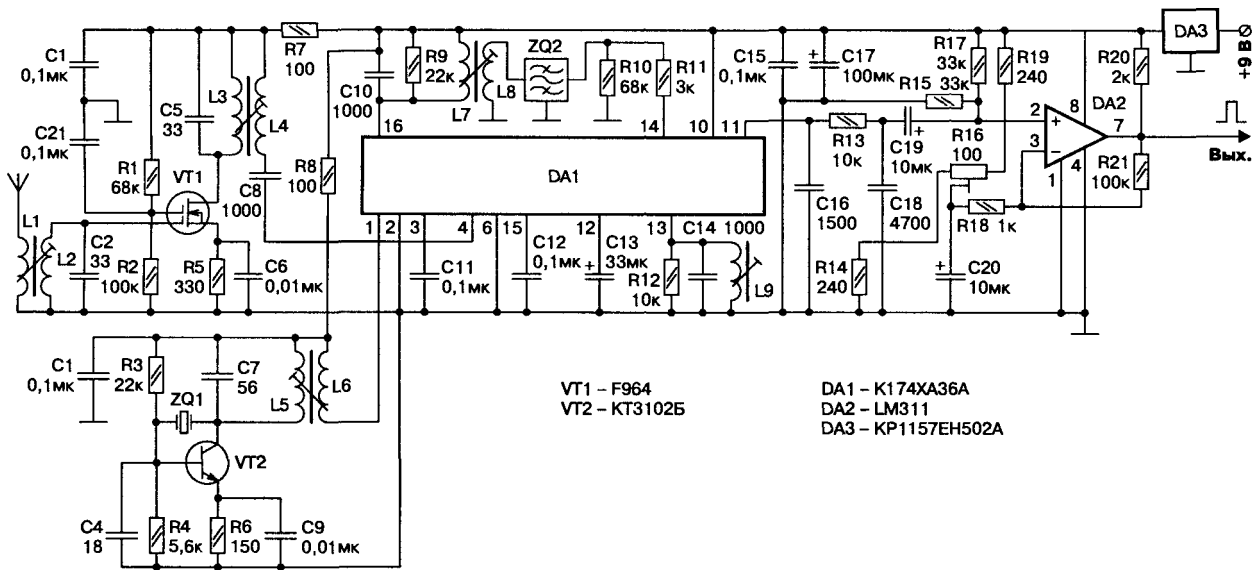 C1
0,1мк
C21
0,1мк
R1
68к
L1
L2
C2
33
R2
100к
VT1
R5
330
C6
0,01мк
C5
33
L3
L4
C8
1000
R7
100
R8
100
C10
1000
R9
22к
L7
L8
ZQ2
R10
68к
R11
3к
16
14
10
11
DA1
1
2
3
4
6
15
12
13
C11
0,1мк
C12
0,1мк
+
C13
33мк
R12
10к
C14
1000
L9
C15
0,1мк
+
C17
100мк
R15
33к
R17
33к
R19
240
R13
10к
C19
10мк
+
C16
1500
C18
4700
R14
240
R16
100
R18
1к
+
C20
10мк
2
+
3
−
8
DA2
7
1
4
R20
2к
R21
100к
DA3
+9 В
Вых.
C1
0,1мк
R3
22к
ZQ1
C7
56
L5
L6
VT2
C4
18
R4
5,6к
R6
150
C9
0,01мк
VT1 – F964
VT2 – КТ3102Б
DA1 – К174ХА36А
DA2 – LM311
DA3 – КР1157ЕН502А